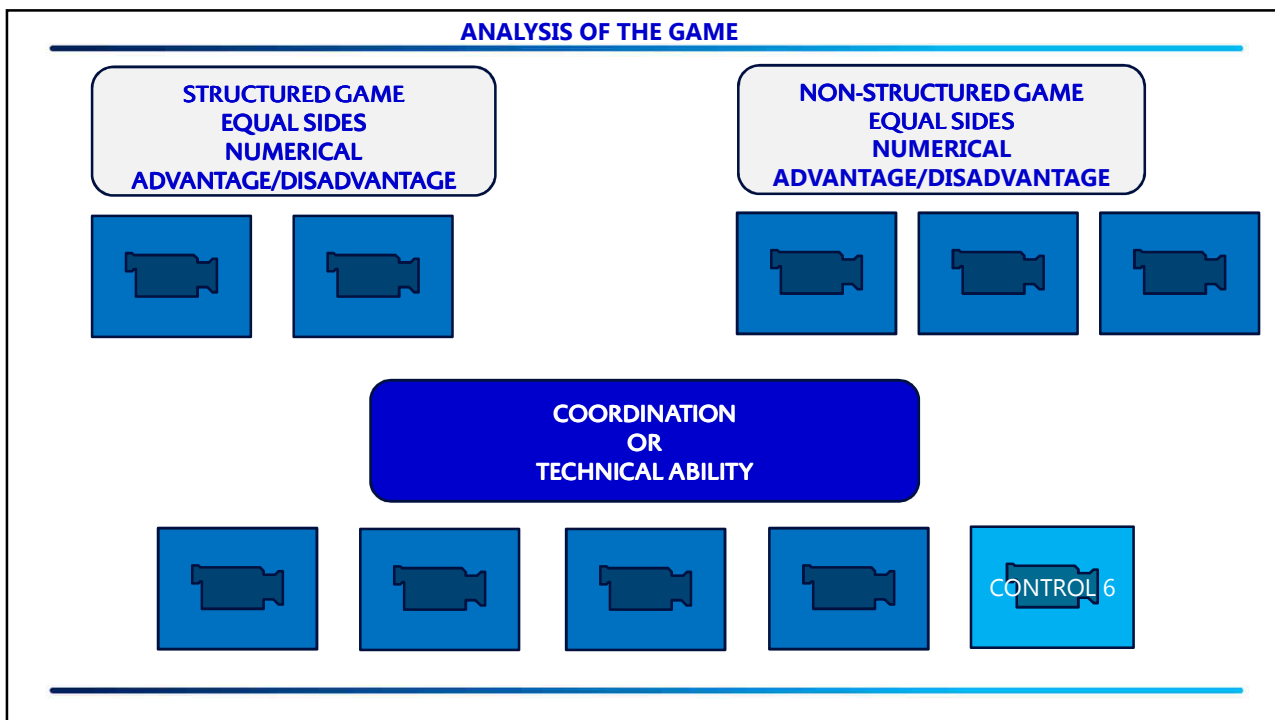 ANALYSIS OF THE GAME
STRUCTURED GAME
EQUAL SIDES
NUMERICAL
ADVANTAGE/DISADVANTAGE
NON-STRUCTURED GAME
EQUAL SIDES
NUMERICAL
ADVANTAGE/DISADVANTAGE
COORDINATION
OR
TECHNICAL ABILITY
CONTROL 6